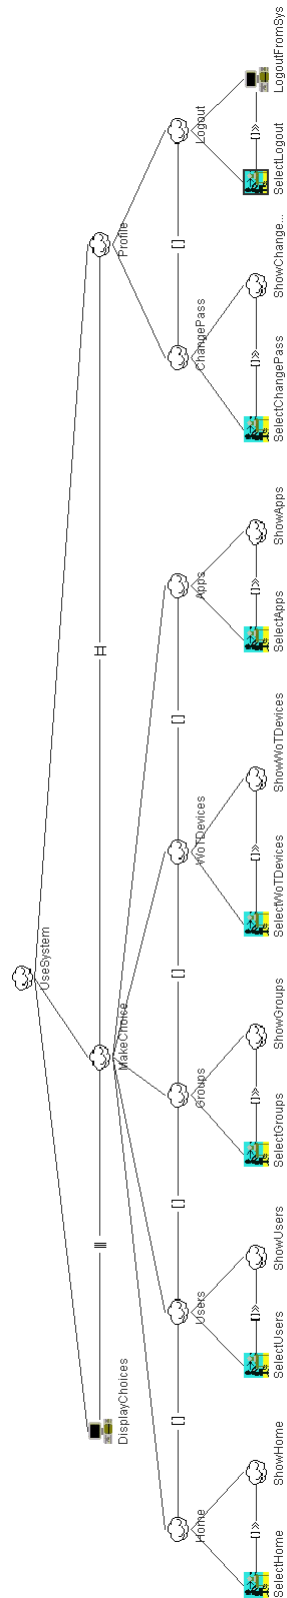 UseSystem
|||
|=|
DisplayChoices
MakeChoice
Profile
[]
[]
[]
[]
[]
Home
Users
Groups
WoTDevices
Apps
ChangePass
Logout
[]>>
[]>>
[]>>
[]>>
[]>>
[]>>
[]>>
SelectHome
ShowHome
SelectUsers
ShowUsers
SelectGroups
ShowGroups
SelectWoTDevices
ShowWoTDevices
SelectApps
ShowApps
SelectChangePass
ShowChange...
SelectLogout
LogoutFromSys